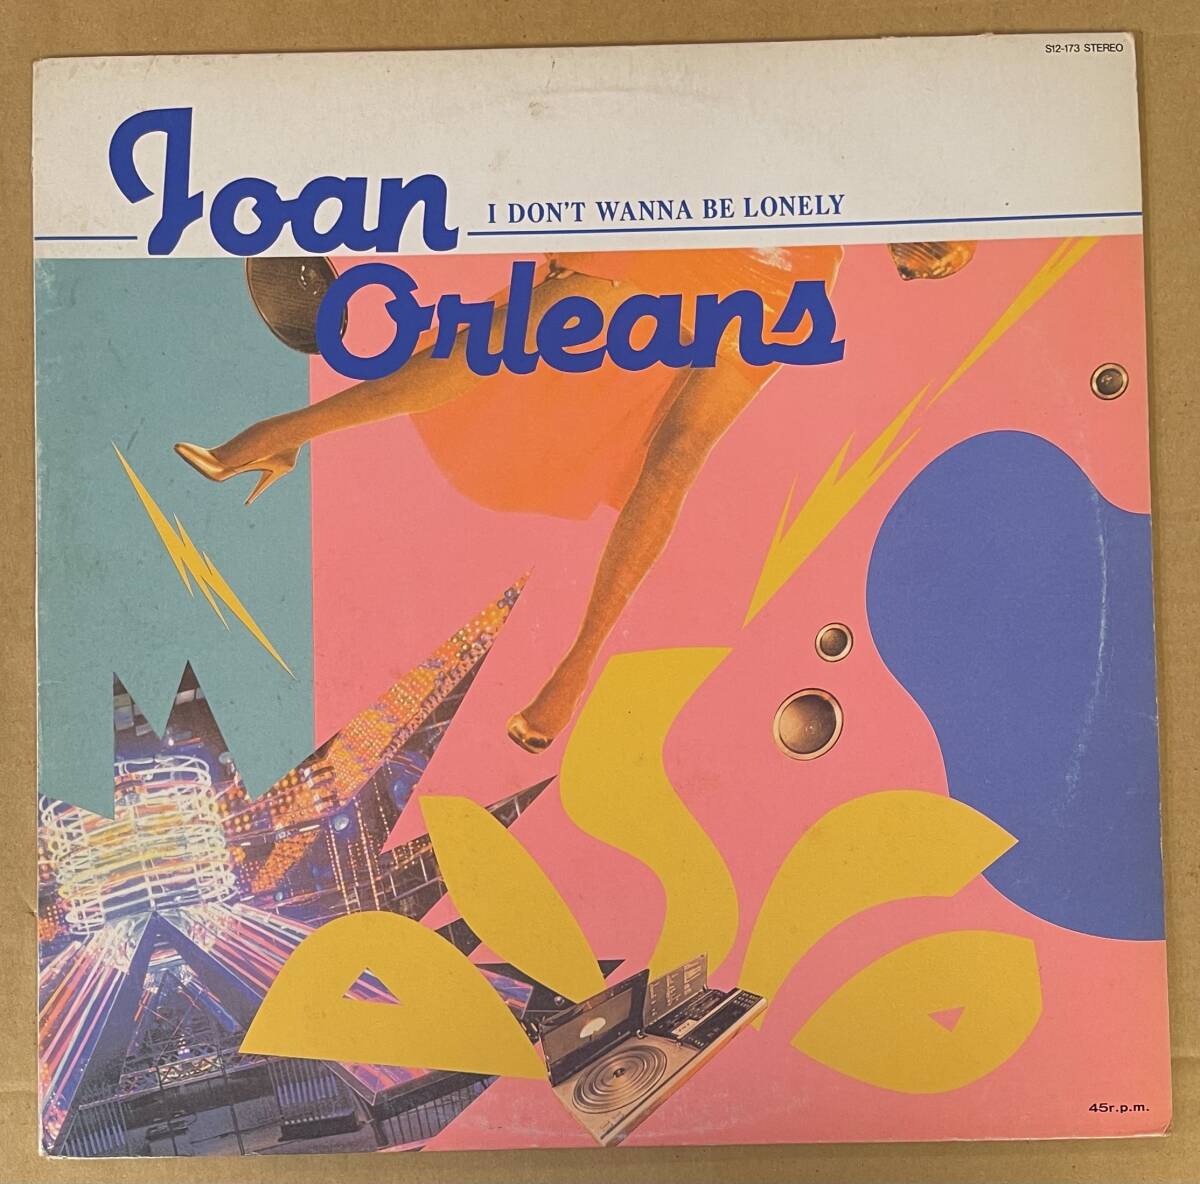 S12-173 STEREO
Joan
I DON'T WANNA BE LONELY
Orleans
DISCO
45r.p.m.